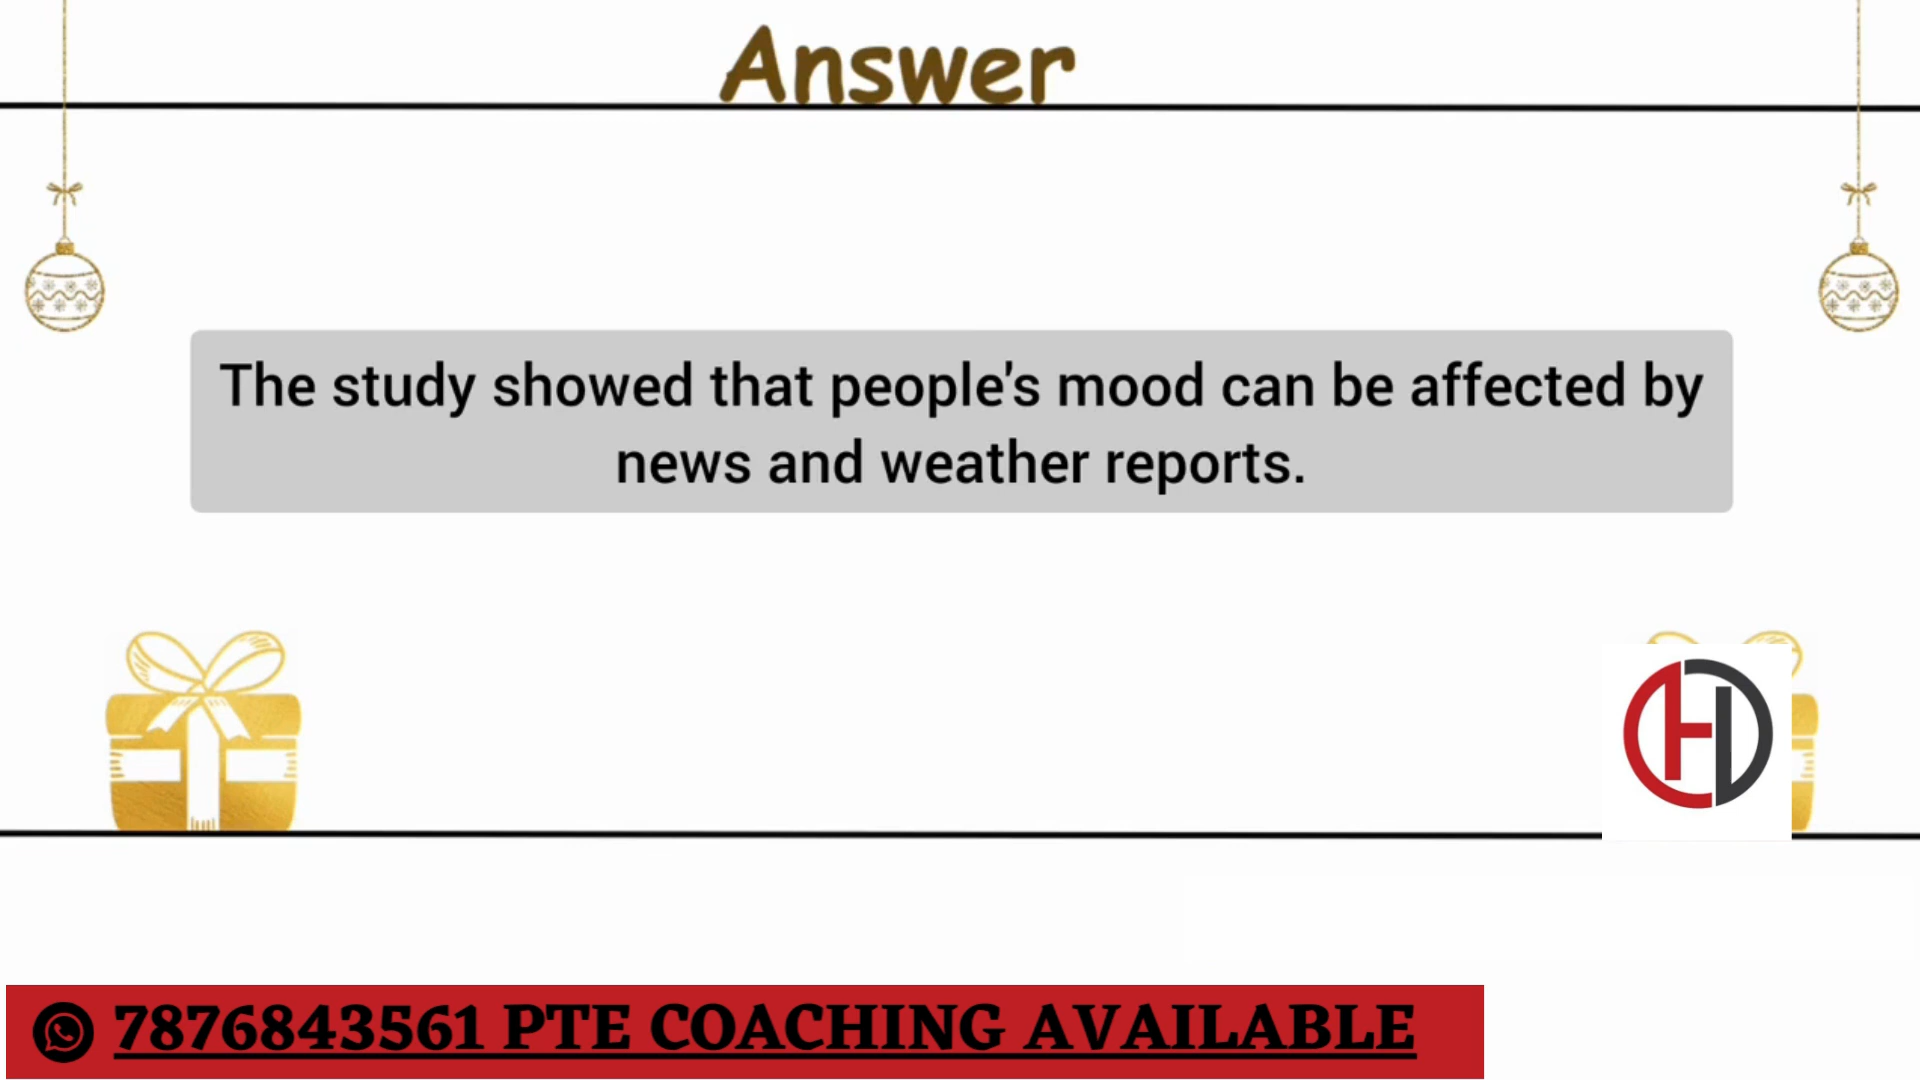 Answer
The study showed that people's mood can be affected by
news and weather reports.
7876843561 PTE COACHING AVAILABLE